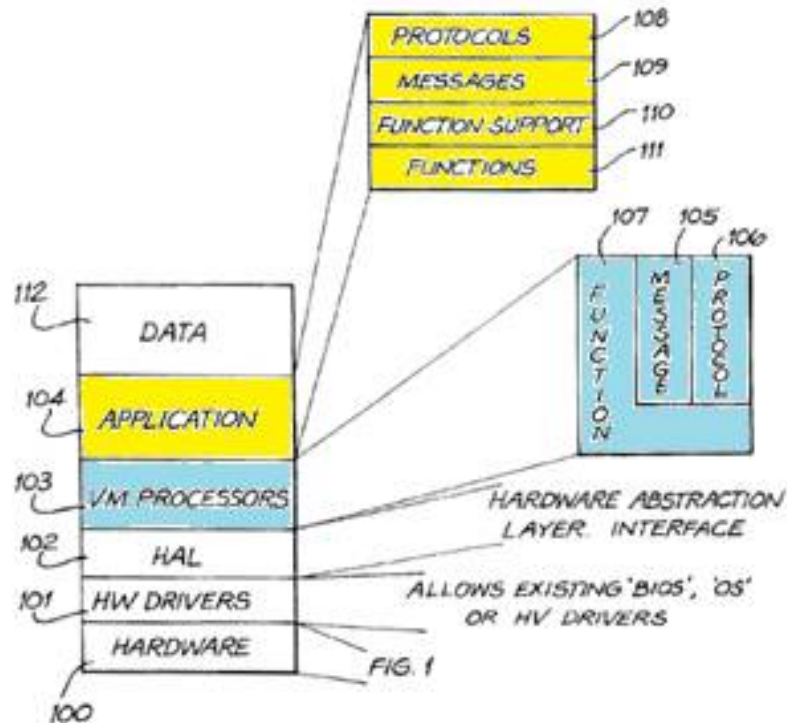 108
PROTOCOLS
109
MESSAGES
110
FUNCTION SUPPORT
111
FUNCTIONS
107
105
106
FUNCTION
MESSAGE
PROTOCOL
112
DATA
104
APPLICATION
103
VM PROCESSORS
HARDWARE ABSTRACTION
LAYER INTERFACE
102
HAL
101
HW DRIVERS
ALLOWS EXISTING 'BIOS', 'OS'
OR HV DRIVERS
HARDWARE
FIG. 1
100